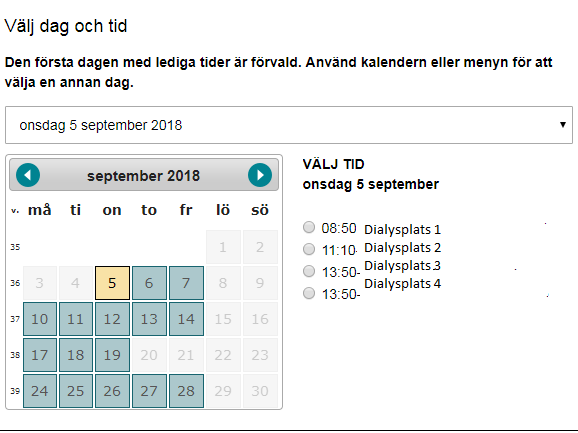 Välj dag och tid
Den första dagen med lediga tider är förvald. Använd kalendern eller menyn för att
välja en annan dag.
onsdag 5 september 2018
september 2018
v. må ti on to fr lö sö
35 1 2
36 3 4 5 6 7 8 9
37 10 11 12 13 14 15 16
38 17 18 19 20 21 22 23
39 24 25 26 27 28 29 30
VÄLJ TID
onsdag 5 september
08:50 Dialysplats 1
11:10- Dialysplats 2
13:50- Dialysplats 3
13:50- Dialysplats 4